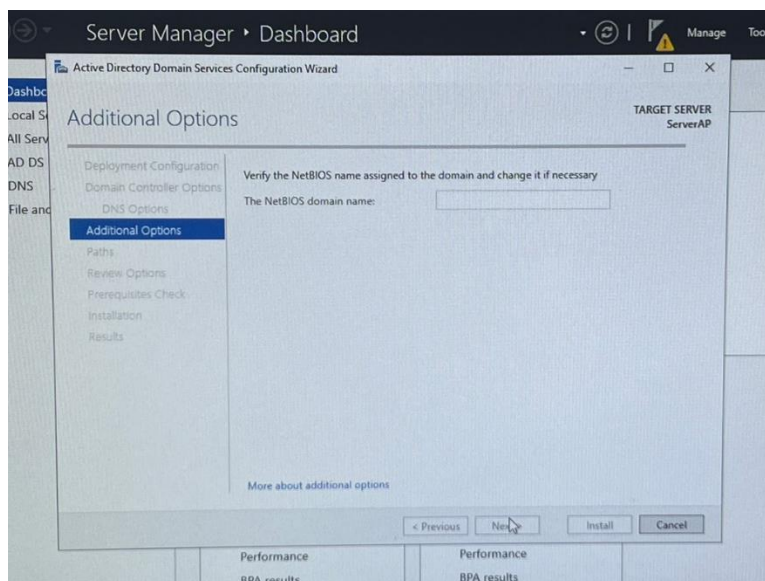 Server Manager ‣ Dashboard
Manage
Too
Active Directory Domain Services Configuration Wizard
Dashbo
Local Se
All Serv
AD DS
DNS
File and
Additional Options
TARGET SERVER
ServerAP
Deployment Configuration
Domain Controller Options
DNS Options
Additional Options
Paths
Review Options
Prerequisites Check
Installation
Results
Verify the NetBIOS name assigned to the domain and change it if necessary
The NetBIOS domain name:
More about additional options
< Previous
Next >
Install
Cancel
Performance
Performance
BPA results
BPA results